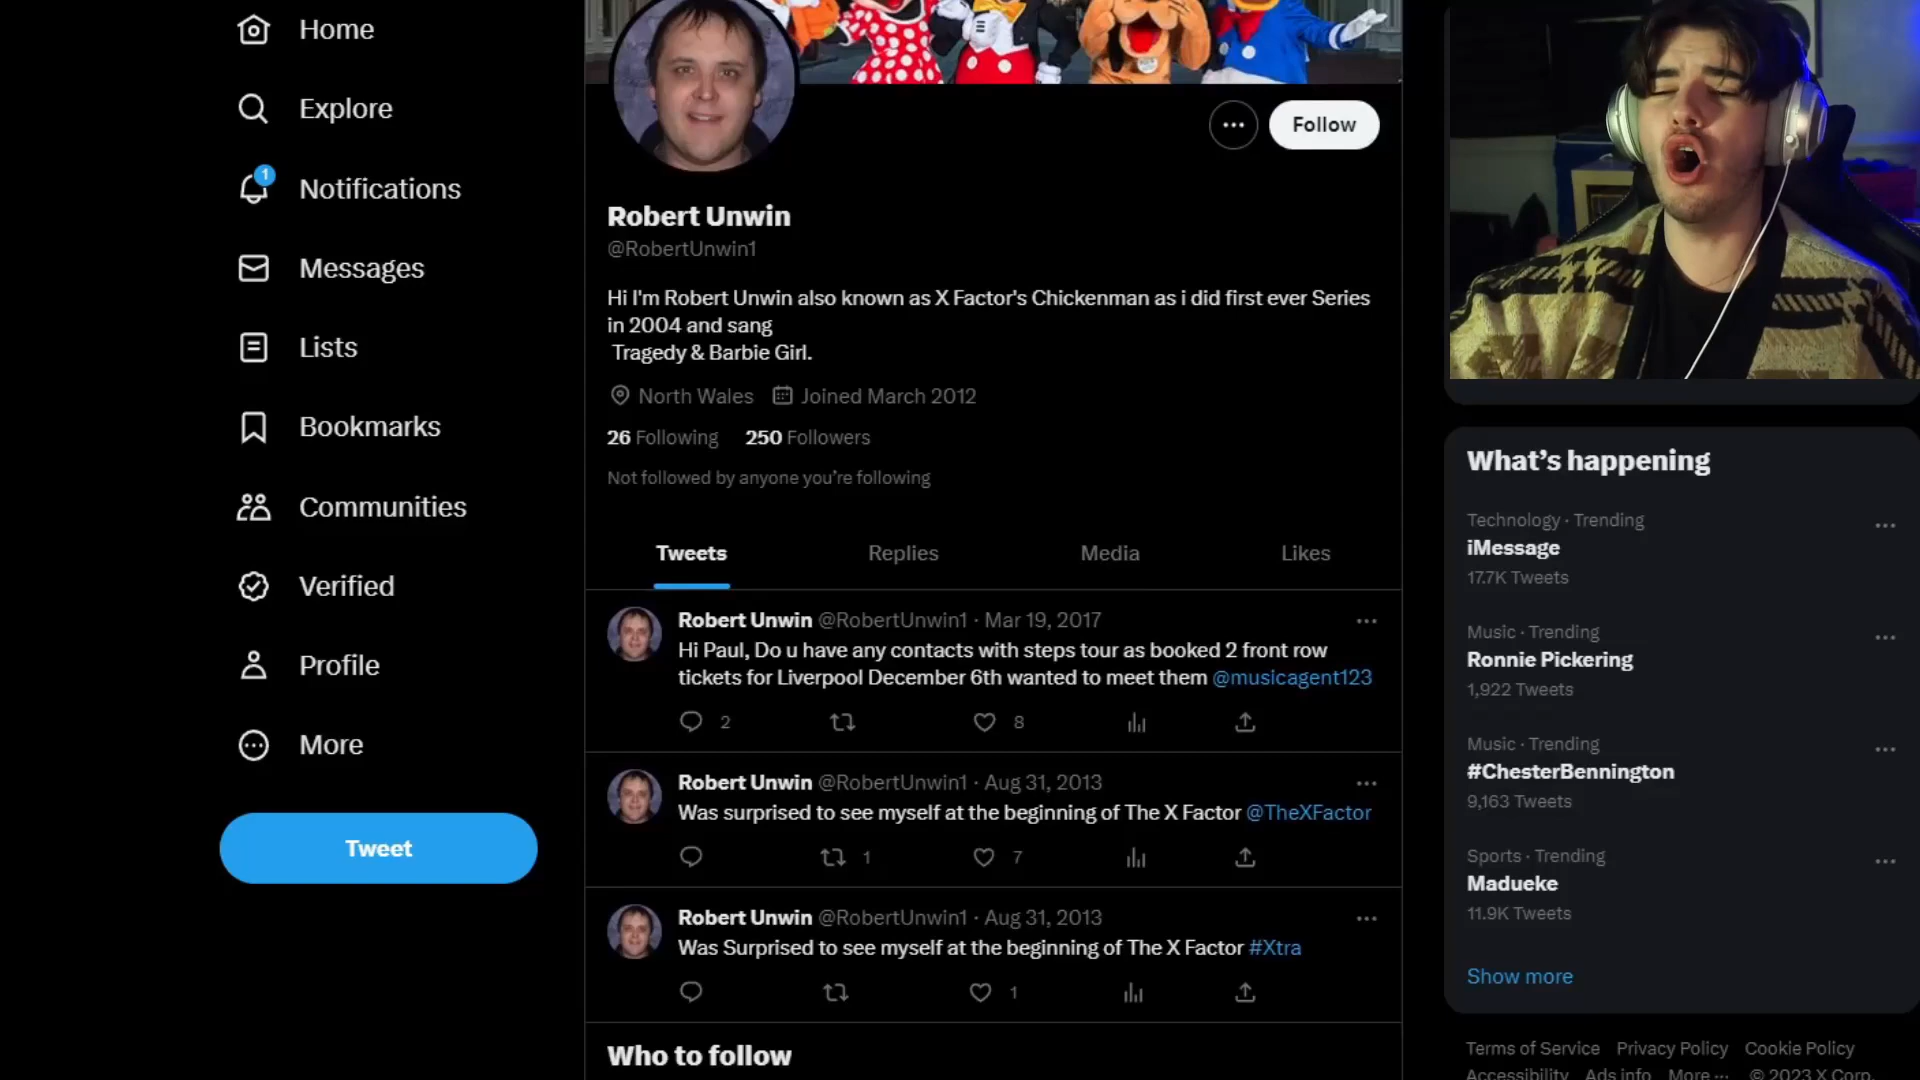 Home
Explore
1
Notifications
Messages
Lists
Bookmarks
Communities
Verified
Profile
More
Tweet
Follow
Robert Unwin
@RobertUnwin1
Hi I'm Robert Unwin also known as X Factor's Chickenman as i did first ever Series
in 2004 and sang
Tragedy & Barbie Girl.
North Wales Joined March 2012
26 Following 250 Followers
Not followed by anyone you're following
Tweets Replies Media Likes
Robert Unwin @RobertUnwin1 · Mar 19, 2017
Hi Paul, Do u have any contacts with steps tour as booked 2 front row
tickets for Liverpool December 6th wanted to meet them @musicagent123
2 8
Robert Unwin @RobertUnwin1 · Aug 31, 2013
Was surprised to see myself at the beginning of The X Factor @TheXFactor
1 7
Robert Unwin @RobertUnwin1 · Aug 31, 2013
Was Surprised to see myself at the beginning of The X Factor #Xtra
1
Who to follow
What's happening
Technology · Trending
iMessage
17.7K Tweets
Music · Trending
Ronnie Pickering
1,922 Tweets
Music · Trending
#ChesterBennington
9,163 Tweets
Sports · Trending
Madueke
11.9K Tweets
Show more
Terms of Service Privacy Policy Cookie Policy
Accessibility Ads info More ··· © 2023 X Corp.